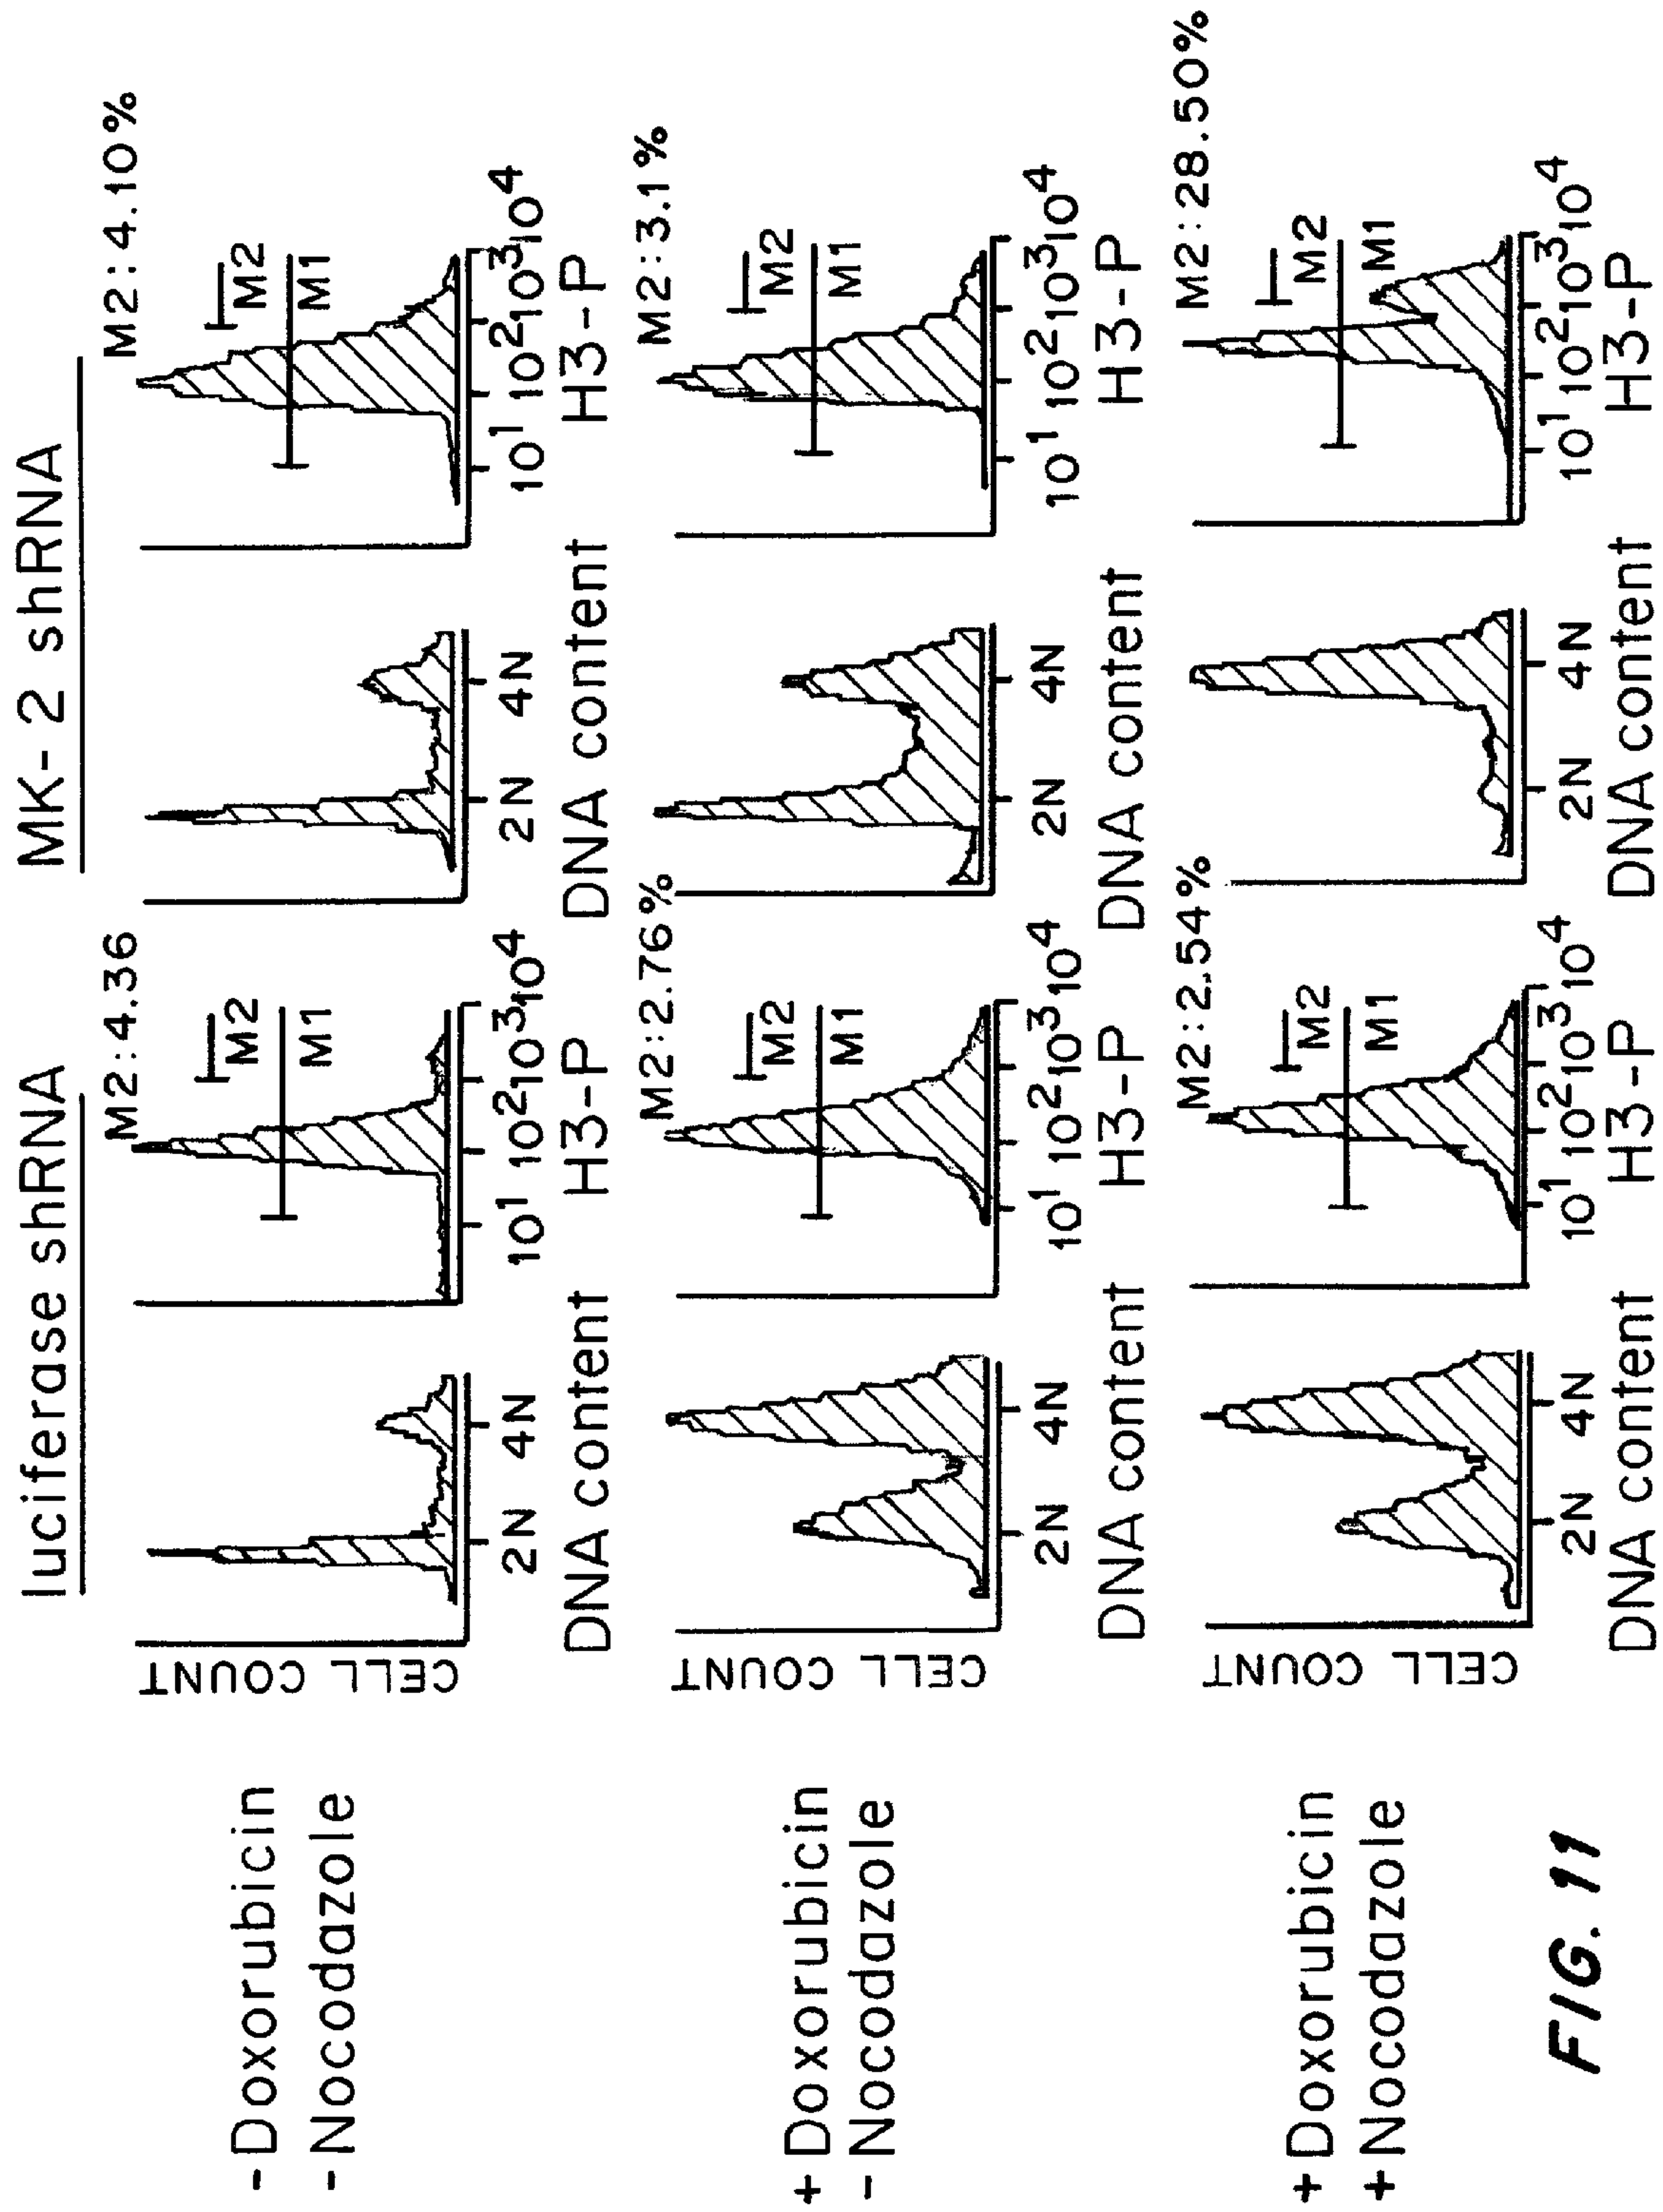 luciferase shRNA
MK-2 shRNA
- Doxorubicin
- Nocodazole
CELL COUNT
2N 4N
DNA content
M2:4.36
M2
M1
10¹ 10² 10³ 10⁴
H3-P
2N 4N
DNA content
M2:4.10%
M2
M1
10¹ 10² 10³ 10⁴
H3-P
+ Doxorubicin
- Nocodazole
CELL COUNT
2N 4N
DNA content
M2:2.76%
M2
M1
10¹ 10² 10³ 10⁴
H3-P
2N 4N
DNA content
M2:3.1%
M2
M1
10¹ 10² 10³ 10⁴
H3-P
+ Doxorubicin
+ Nocodazole
CELL COUNT
2N 4N
DNA content
M2:2.54%
M2
M1
10¹ 10² 10³ 10⁴
H3-P
2N 4N
DNA content
M2:28.50%
M2
M1
10¹ 10² 10³ 10⁴
H3-P
FIG. 11